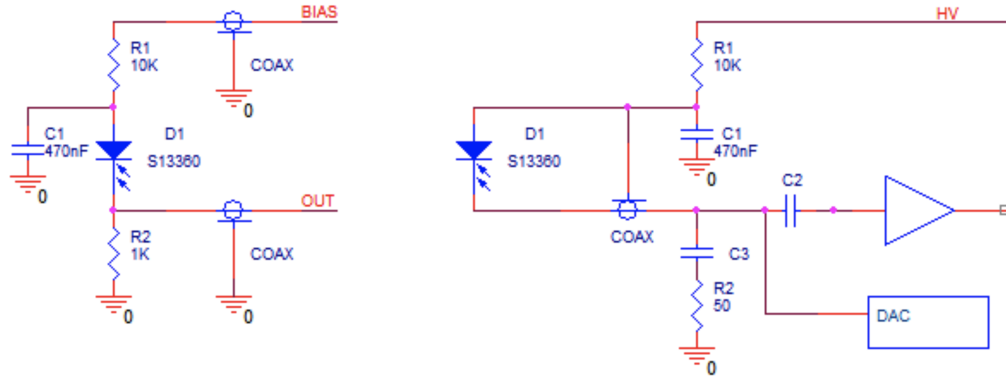 BIAS
R1
10K
COAX
0
C1
470nF
0
D1
S13360
OUT
R2
1K
COAX
0
0
HV
R1
10K
D1
S13360
C1
470nF
0
C2
COAX
C3
R2
50
DAC
0